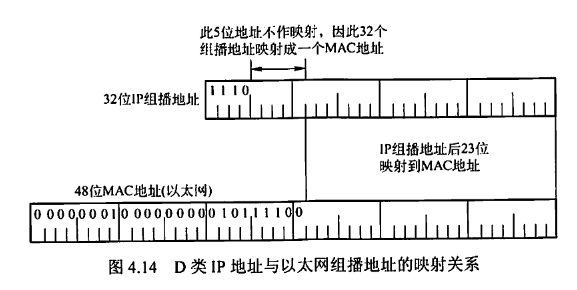 此5位地址不作映射，因此32个
组播地址映射成一个MAC地址
32位IP组播地址
1110
IP组播地址后23位
映射到MAC地址
48位MAC地址(以太网)
0000000100000000010111100
图 4.14 D 类 IP 地址与以太网组播地址的映射关系